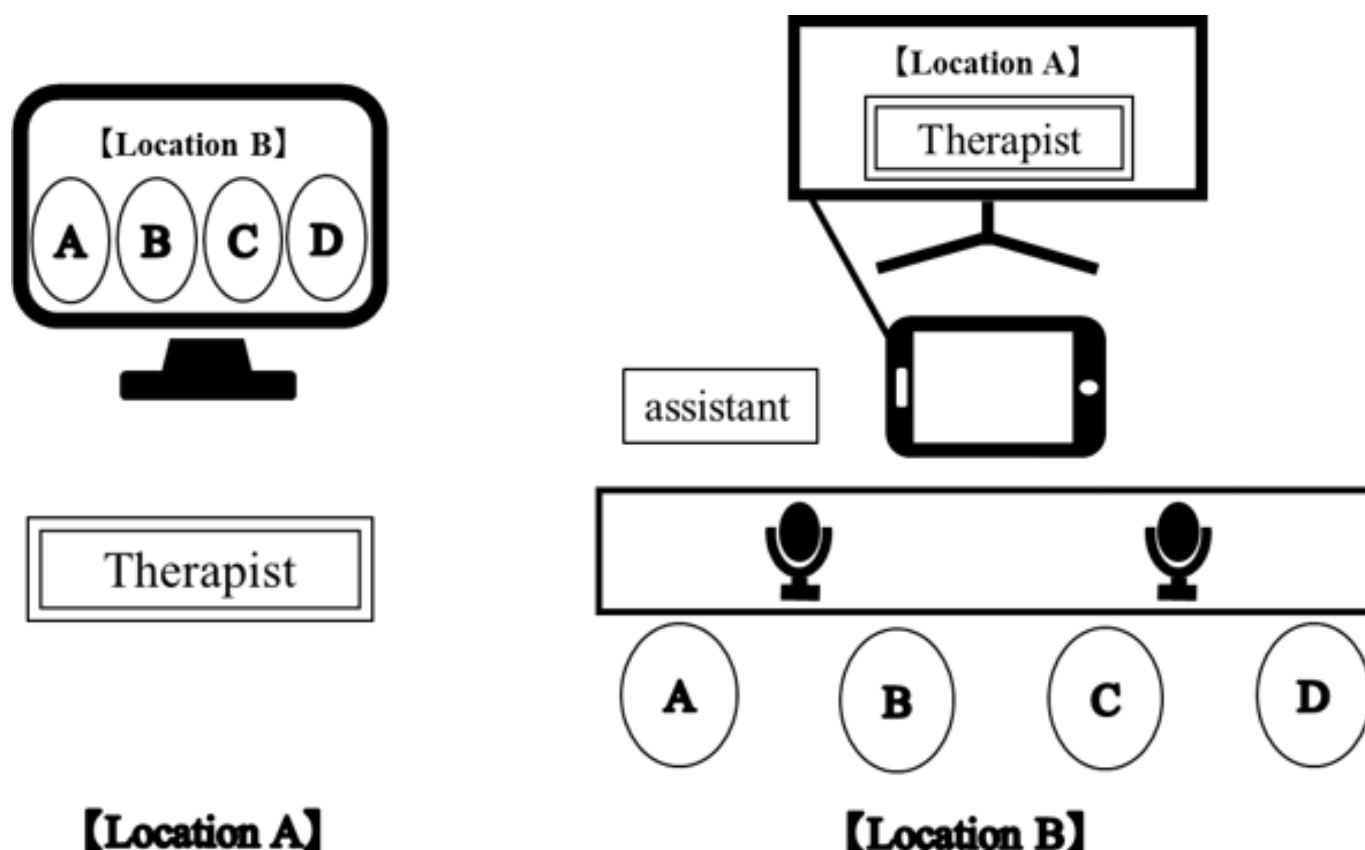 【Location B】
A B C D
Therapist
【Location A】
【Location A】
Therapist
assistant
A B C D
【Location B】